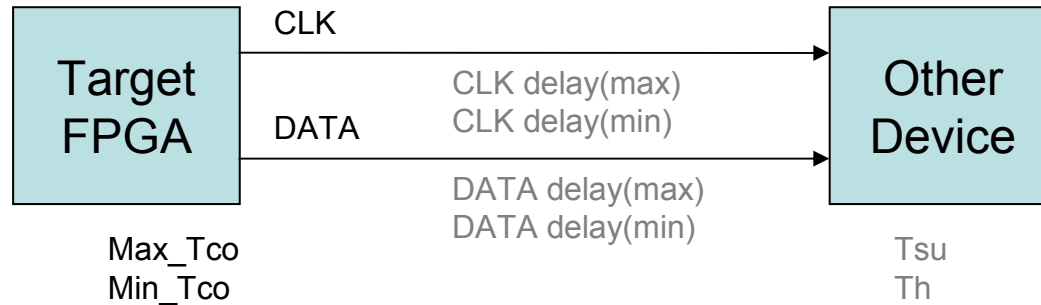 Target
FPGA
CLK
CLK delay(max)
CLK delay(min)
DATA
DATA delay(max)
DATA delay(min)
Other
Device
Max_Tco
Min_Tco
Tsu
Th